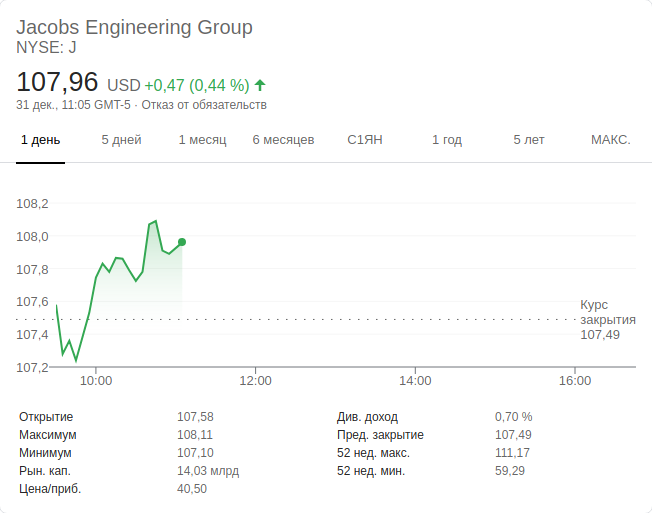 Jacobs Engineering Group
NYSE: J
107,96 USD +0,47 (0,44 %)
31 дек., 11:05 GMT-5 · Отказ от обязательств
1 день 5 дней 1 месяц 6 месяцев С1ЯН 1 год 5 лет МАКС.
108,2
108,0
107,8
107,6
107,4
107,2
Курс
закрытия
107,49
10:00 12:00 14:00 16:00
Открытие 107,58 Див. доход 0,70 %
Максимум 108,11 Пред. закрытие 107,49
Минимум 107,10 52 нед. макс. 111,17
Рын. кап. 14,03 млрд 52 нед. мин. 59,29
Цена/приб. 40,50